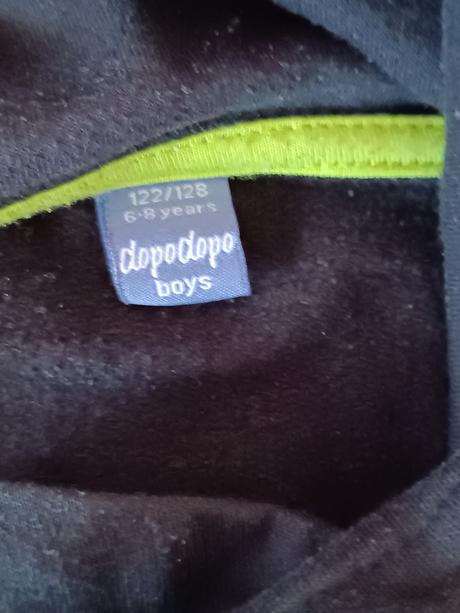 122/128
6-8 years
dopodopo
boys